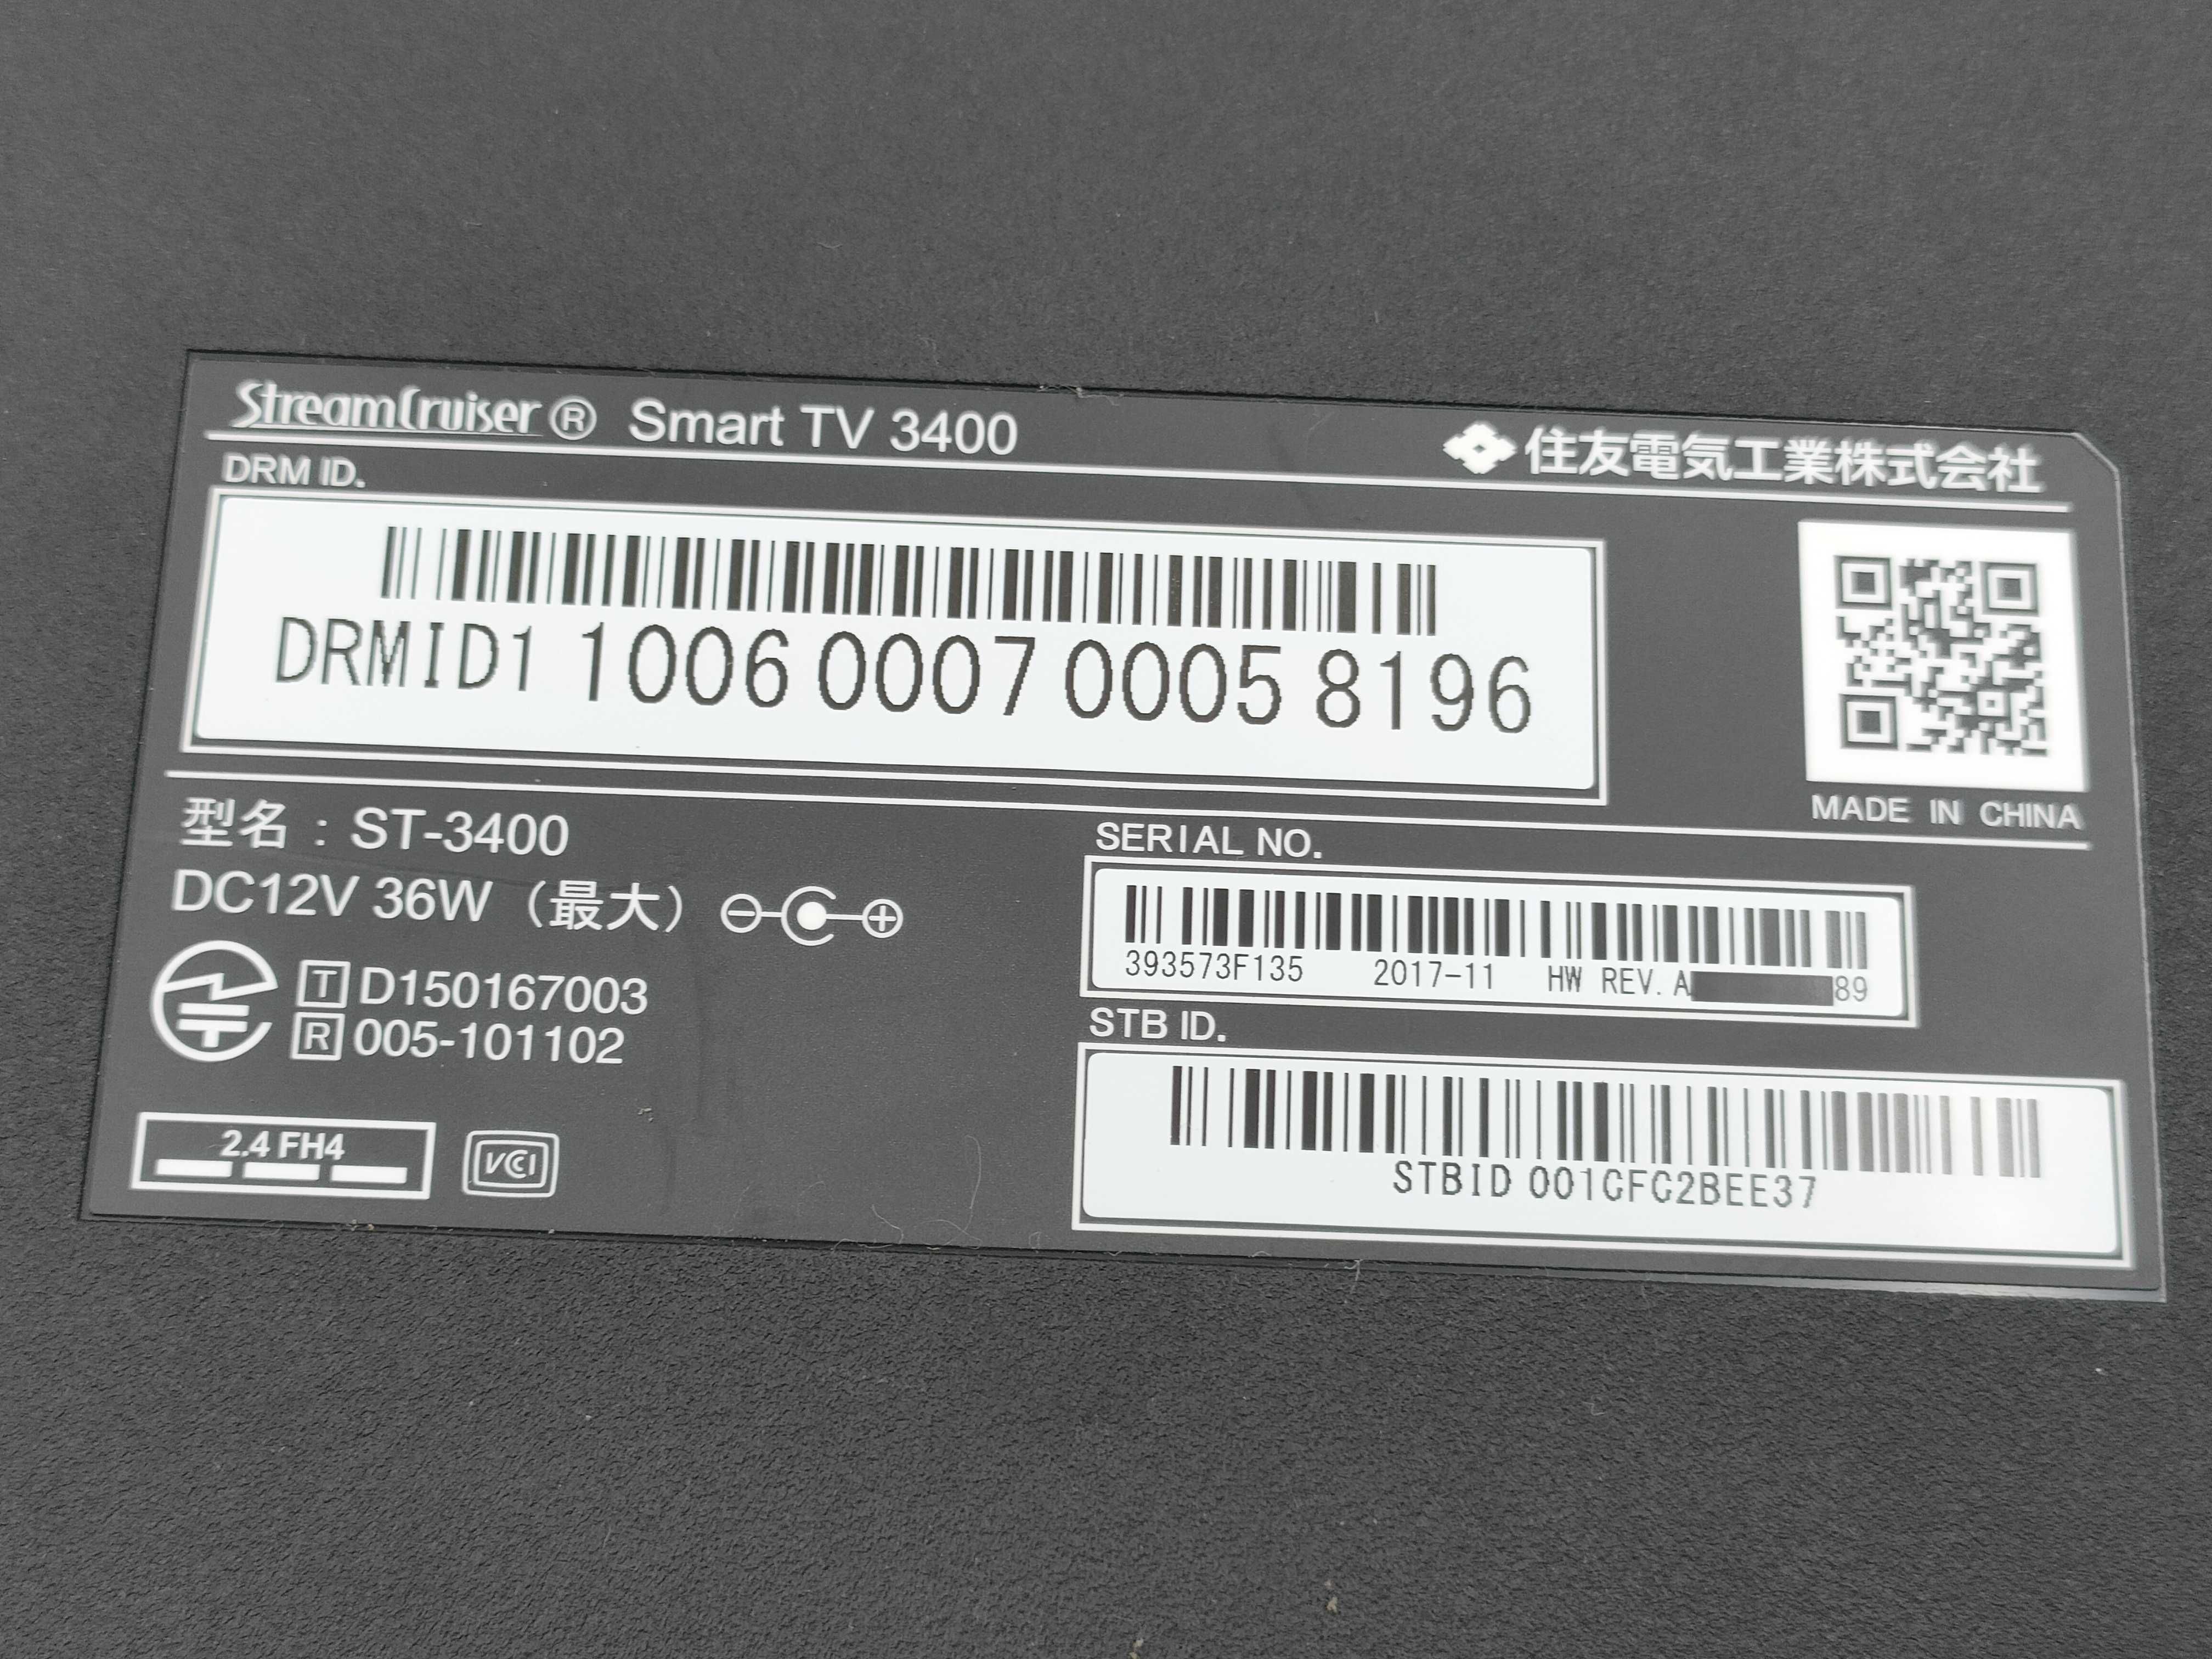 StreamCruiser® Smart TV 3400
住友電気工業株式会社
DRM ID.
DRMID1 1006 0007 0005 8196
MADE IN CHINA
型名：ST-3400
DC12V 36W（最大）
T D150167003
R 005-101102
2.4 FH4
VCCI
SERIAL NO.
393573F135 2017-11 HW REV. A 89
STB ID.
STBID 001CFC2BEE37